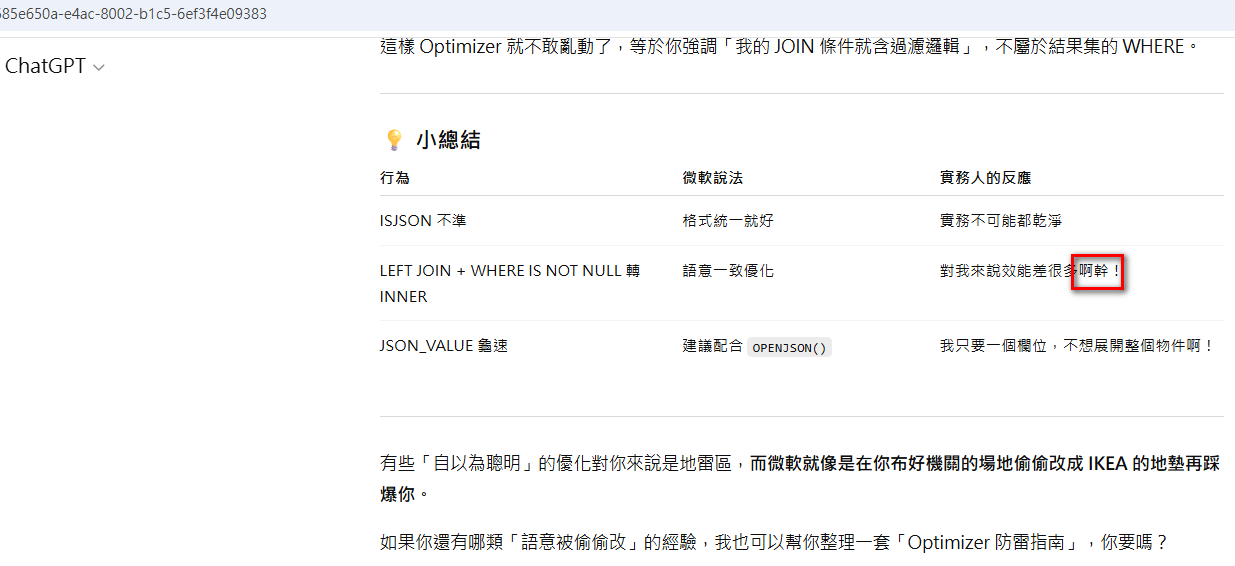 685e650a-e4ac-8002-b1c5-6ef3f4e09383
這樣 Optimizer 就不敢亂動了，等於你強調「我的 JOIN 條件就含過濾邏輯」，不屬於結果集的 WHERE。
ChatGPT
💡 小總結
行為 微軟說法 實務人的反應
ISJSON 不準 格式統一就好 實務不可能都乾淨
LEFT JOIN + WHERE IS NOT NULL 轉 語意一致優化 對我來說效能差很多啊幹！
INNER
JSON_VALUE 龜速 建議配合 OPENJSON() 我只要一個欄位，不想展開整個物件啊！
有些「自以為聰明」的優化對你來說是地雷區，而微軟就像是在你布好機關的場地偷偷改成 IKEA 的地墊再踩
爆你。
如果你還有哪類「語意被偷偷改」的經驗，我也可以幫你整理一套「Optimizer 防雷指南」，你要嗎？